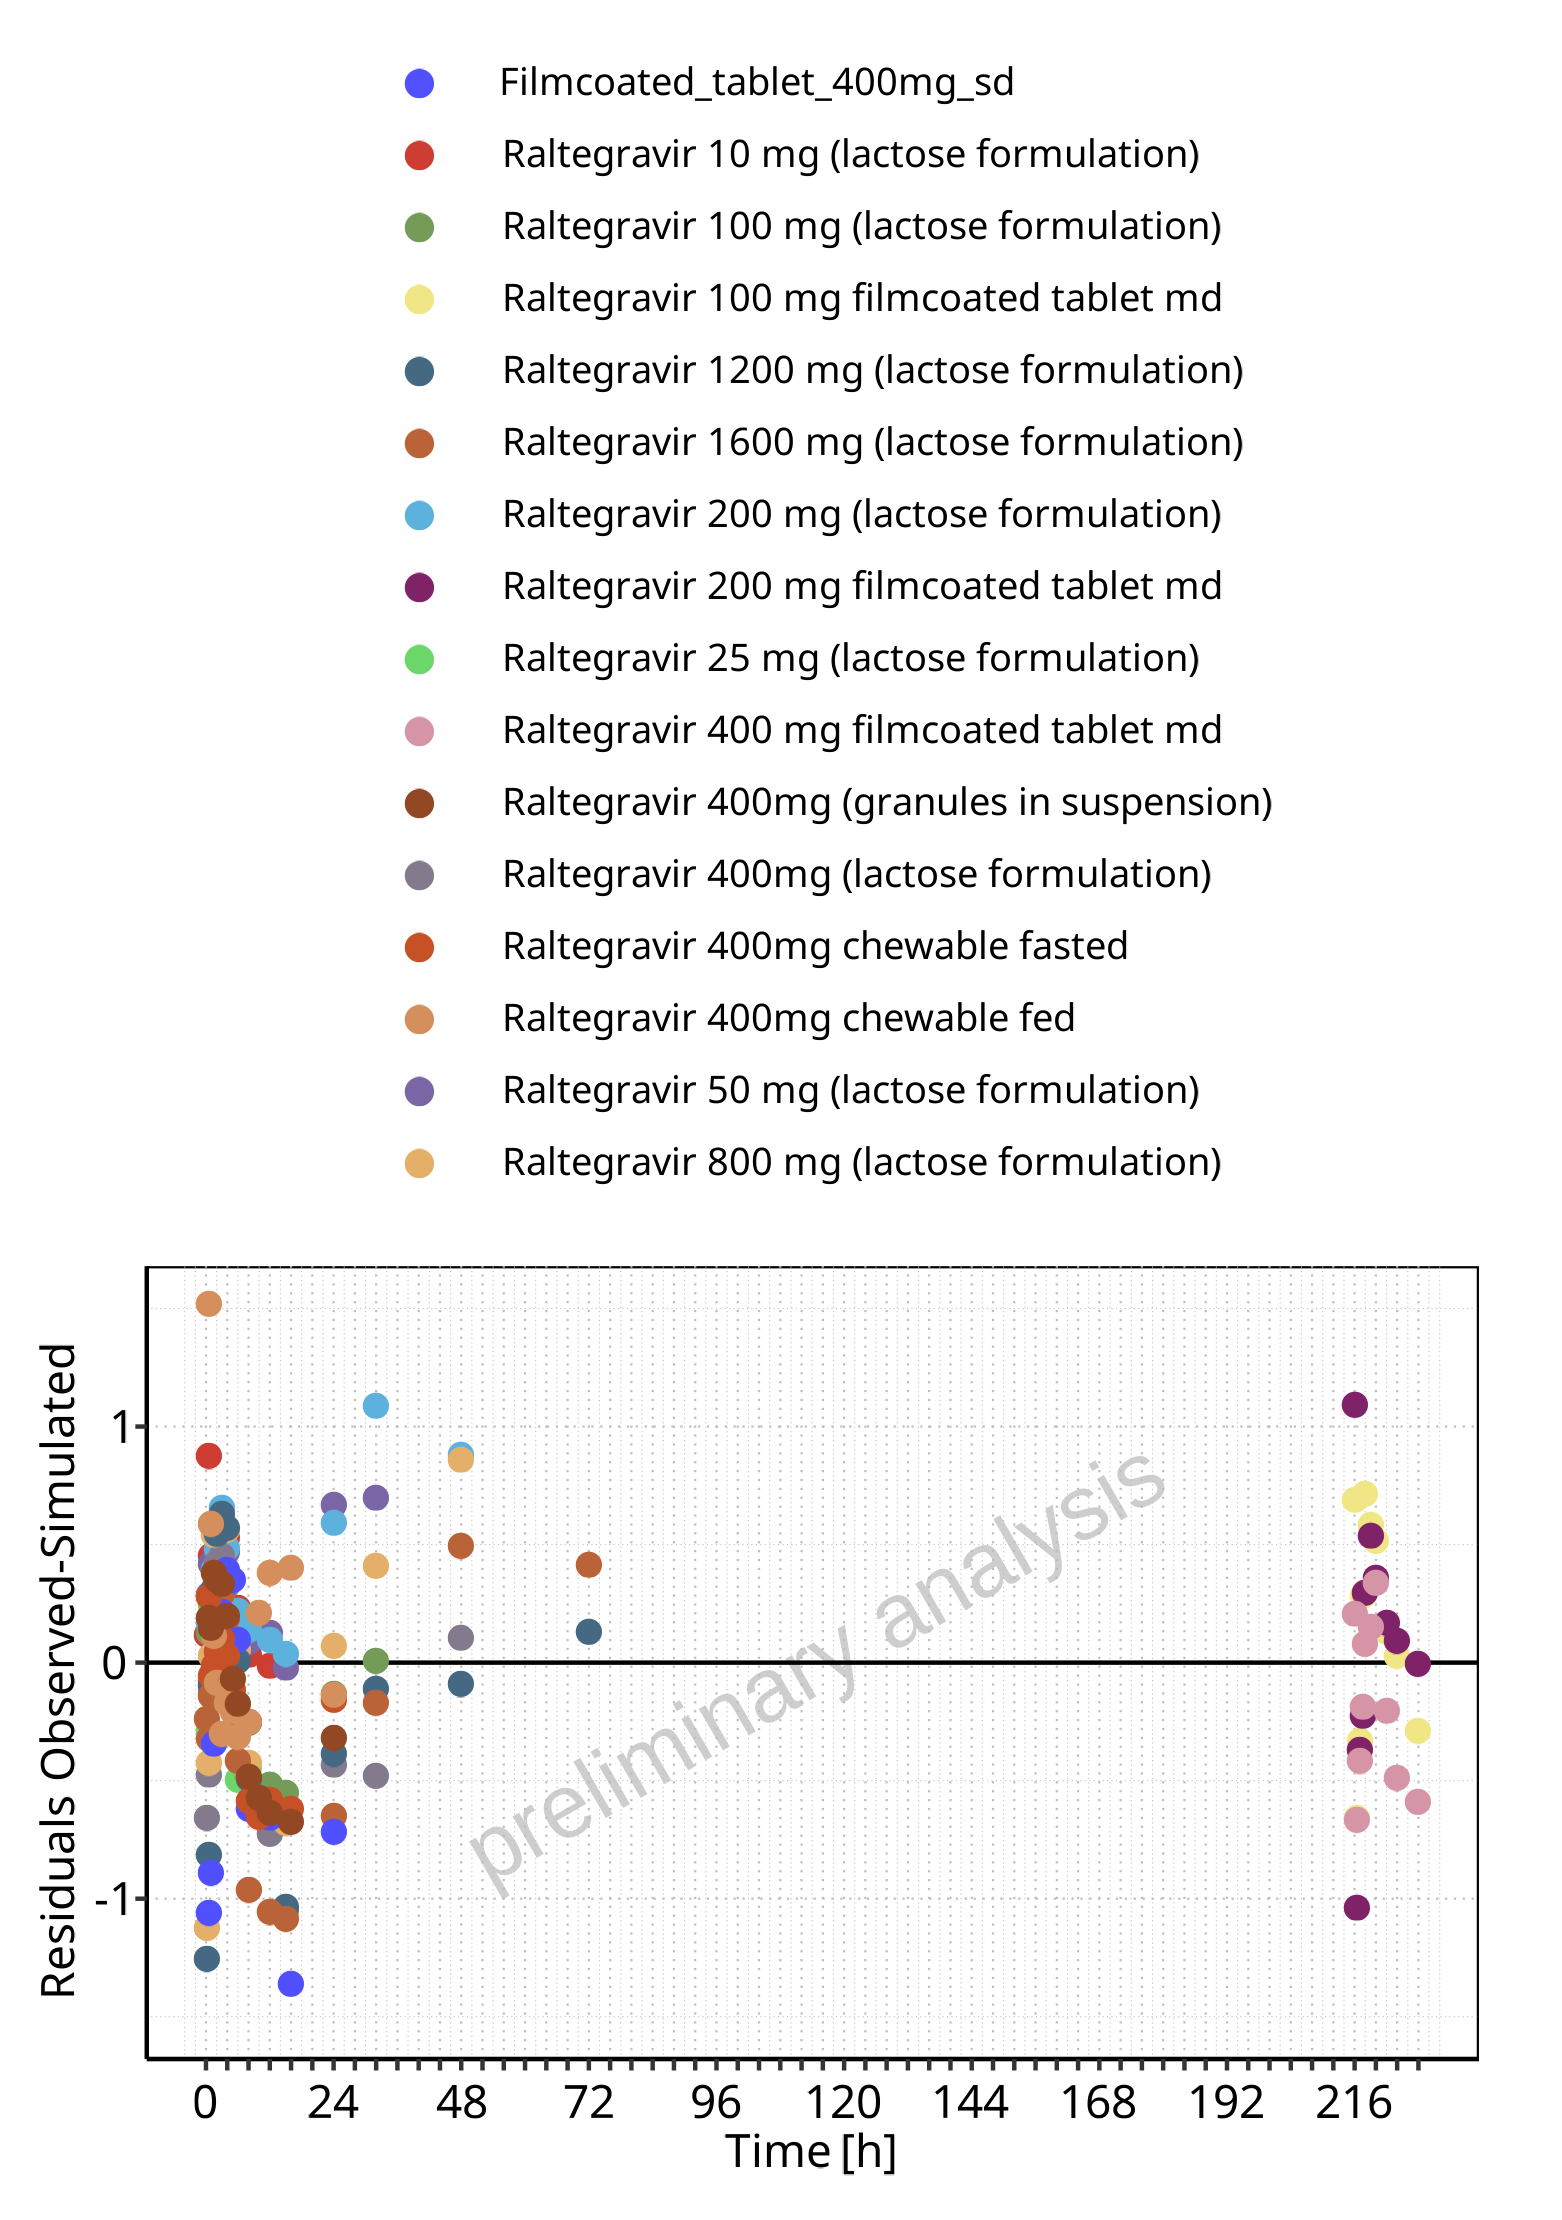 Filmcoated_tablet_400mg_sd
Raltegravir 10 mg (lactose formulation)
Raltegravir 100 mg (lactose formulation)
Raltegravir 100 mg filmcoated tablet md
Raltegravir 1200 mg (lactose formulation)
Raltegravir 1600 mg (lactose formulation)
Raltegravir 200 mg (lactose formulation)
Raltegravir 200 mg filmcoated tablet md
Raltegravir 25 mg (lactose formulation)
Raltegravir 400 mg filmcoated tablet md
Raltegravir 400mg (granules in suspension)
Raltegravir 400mg (lactose formulation)
Raltegravir 400mg chewable fasted
Raltegravir 400mg chewable fed
Raltegravir 50 mg (lactose formulation)
Raltegravir 800 mg (lactose formulation)
Residuals Observed-Simulated
1
0
-1
preliminary analysis
0 24 48 72 96 120 144 168 192 216
Time [h]